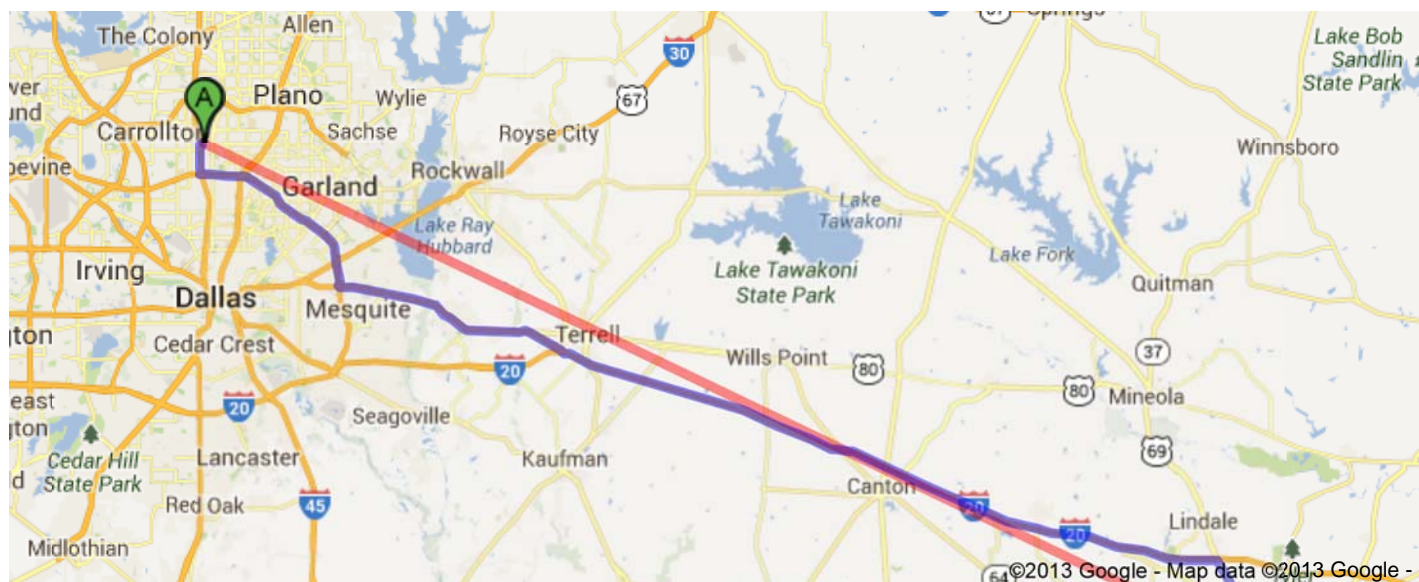 Allen
The Colony
Springs
Lake Bob
Sandlin
State Park
30
A
Plano
Wylie
67
Carrollton
Sachse
Royse City
Winnsboro
Rockwall
Garland
Lake
Tawakoni
Lake Ray
Hubbard
Lake Fork
Irving
Lake Tawakoni
State Park
Quitman
Dallas
Mesquite
Terrell
Cedar Crest
Wills Point
37
20
80
80
Mineola
20
Seagoville
69
Cedar Hill
State Park
Lancaster
Kaufman
Canton
Red Oak
45
20
Lindale
20
Midlothian
64
Tyler
©2013 Google - Map data ©2013 Google -